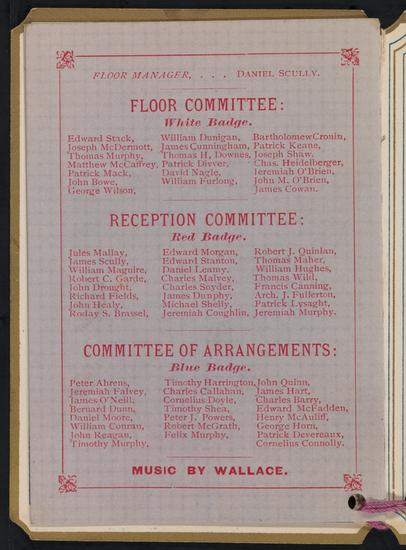 FLOOR MANAGER, . . . DANIEL SCULLY.
FLOOR COMMITTEE:
White Badge.
Edward Stack, William Dunigan, Bartholomew Cronin,
Joseph McDermott, James Cunningham, Patrick Keane,
Thomas Murphy, Thomas H, Downes, Joseph Shaw,
Matthew McCaffrey, Patrick Divver, Chas. Heidelberger,
Patrick Mack, David Nagle, Jeremiah O'Brien,
John Bowe, William Furlong, John M. O'Brien,
George Wilson, James Cowan.
RECEPTION COMMITTEE:
Red Badge.
Jules Mallay, Edward Morgan, Robert J. Quinlan,
James Scully, Edward Stanton, Thomas Maher,
William Maguire, Daniel Leamy, William Hughes,
Robert C. Garde, Charles Malvey, Thomas Wild,
John Drought, Charles Snyder, Francis Canning,
Richard Fields, James Dunphy, Arch. J. Fullerton,
John Healy, Michael Shelly, Patrick Lysaght,
Roday S. Brassel, Jeremiah Coughlin, Jeremiah Murphy.
COMMITTEE OF ARRANGEMENTS:
Blue Badge.
Peter Ahrens, Timothy Harrington, John Quinn,
Jeremiah Falvey, Charles Callahan, James Hart,
James O'Neill, Cornelius Doyle, Charles Barry,
Bernard Dunn, Timothy Shea, Edward McFadden,
Daniel Moore, Peter J. Powers, Henry McAuliff,
William Conran, Robert McGrath, George Horn,
John Keagan, Felix Murphy, Patrick Devereaux,
Timothy Murphy, Cornelius Connolly.
MUSIC BY WALLACE.